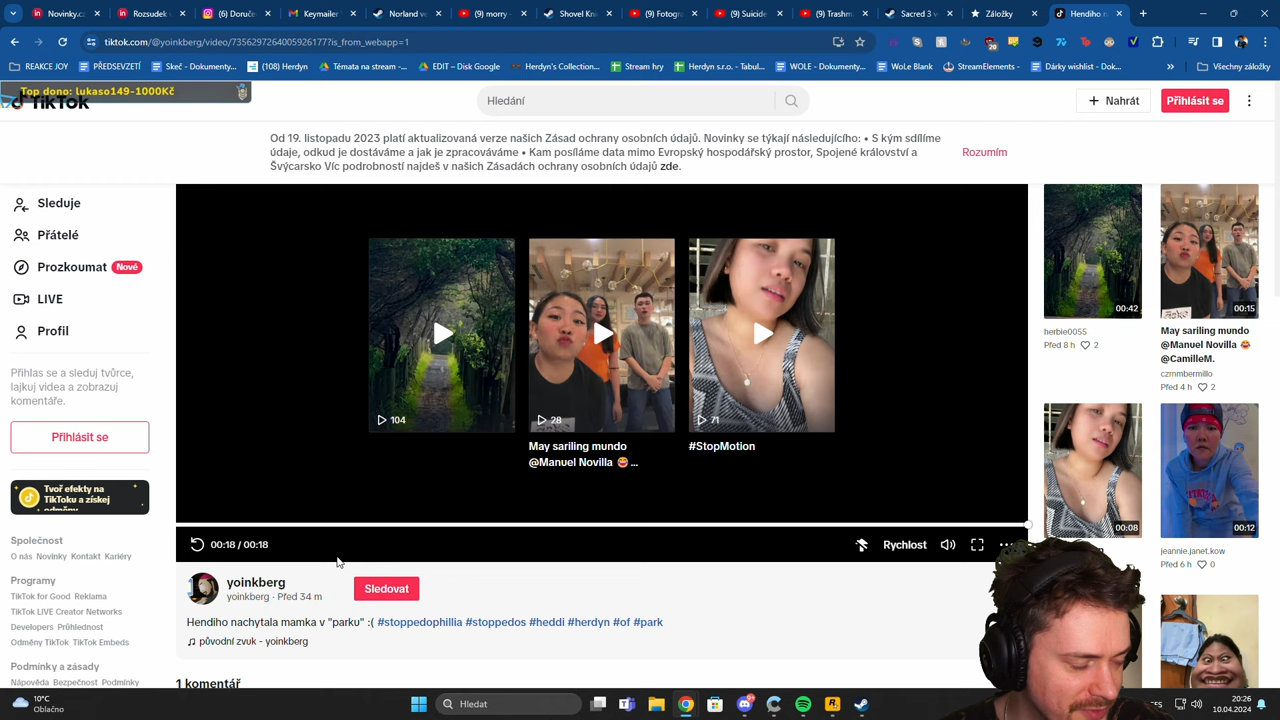 Rozsudek
(Doruče
Keymailer
Norland v
(9) morry -
Shovel Kni
(9) Fotogra
(9) Suicide
(9) Trashm
Sacred 3 v
Záložky
Hendiho n
tiktok.com/@yoinkberg/video/7356297264005926177?is_from_webapp=1
20
REAKCE JOY
PŘEDSEVZETÍ
Skeč - Dokumenty...
(108) Herdyn
Témata na stream -...
EDIT – Disk Google
Herdyn's Collection...
Stream hry
Herdyn s.r.o - Tabul...
WOLE - Dokumenty...
WoLe Blank
StreamElements -...
Dárky wishlist - Do...
Top dono: lukaso149-1000Kč
TikTok
Hledání
Nahrát
Přihlásit se
Od 19. listopadu 2023 platí aktualizovaná verze našich Zásad ochrany osobních údajů. Novinky se týkají následujícího: • S kým sdílíme
údaje, odkud je dostáváme a jak je zpracováváme • Kam posíláme data mimo Evropský hospodářský prostor, Spojené království a
Švýcarsko Víc podrobností najdeš v našich Zásadách ochrany osobních údajů zde.
Rozumím
Sleduje
Přátelé
Prozkoumat Nové
LIVE
Profil
Přihlas se a sleduj tvůrce,
lajkuj videa a zobrazuj
komentáře.
Přihlásit se
Tvoř efekty na
TikToku a získej
odměny
Společnost
O nás Novinky Kontakt Kariéry
Programy
TikTok for Good Reklama
TikTok LIVE Creator Networks
Developers Průhlednost
Odměny TikTok TikTok Embeds
Podmínky a zásady
Nápověda Bezpečnost Podmínky
104
28
71
May sariling mundo
@Manuel Novilla 😂 ...
#StopMotion
00:18 / 00:18
Rychlost
yoinkberg
yoinkberg · Před 34 m
Sledovat
Hendiho nachytala mamka v "parku" :( #stoppedophillia #stoppedos #heddi #herdyn #of #park
původní zvuk - yoinkberg
1 komentář
00:42
herbie0055
Před 8 h 2
00:15
May sariling mundo
@Manuel Novilla 😂
@CamilleM.
czrnmbermillo
Před 4 h 2
00:08
00:12
jeannie.janet.kow
Před 6 h 0
10°C
Oblačno
Hledat
9+
ČES
20:26
10.04.2024